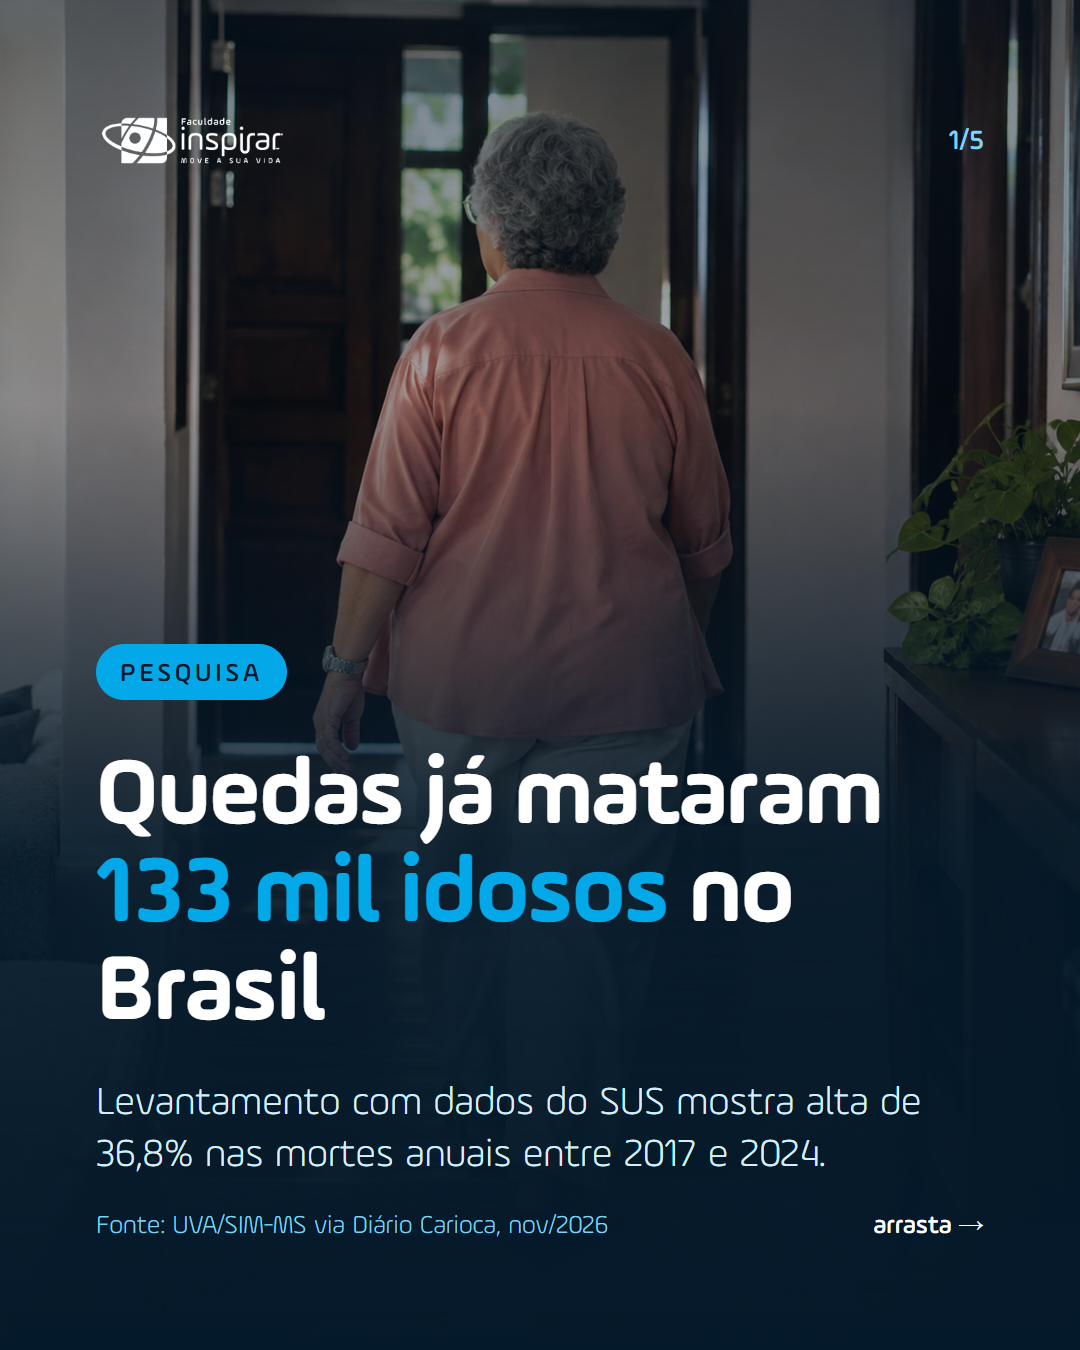 Faculdade
inspirar
MOVE A SUA VIDA
1/5
PESQUISA
Quedas já mataram
133 mil idosos no
Brasil
Levantamento com dados do SUS mostra alta de
36,8% nas mortes anuais entre 2017 e 2024.
Fonte: UVA/SIM-MS via Diário Carioca, nov/2026
arrasta →